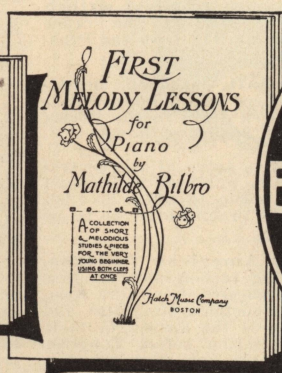 FIRST
MELODY LESSONS
for
Piano
by
Mathilde Bilbro
A COLLECTION
OF SHORT
& MELODIOUS
STUDIES & PIECES
FOR THE VERY
YOUNG BEGINNER,
USING BOTH CLEFS
AT ONCE
Hatch Music Company
BOSTON